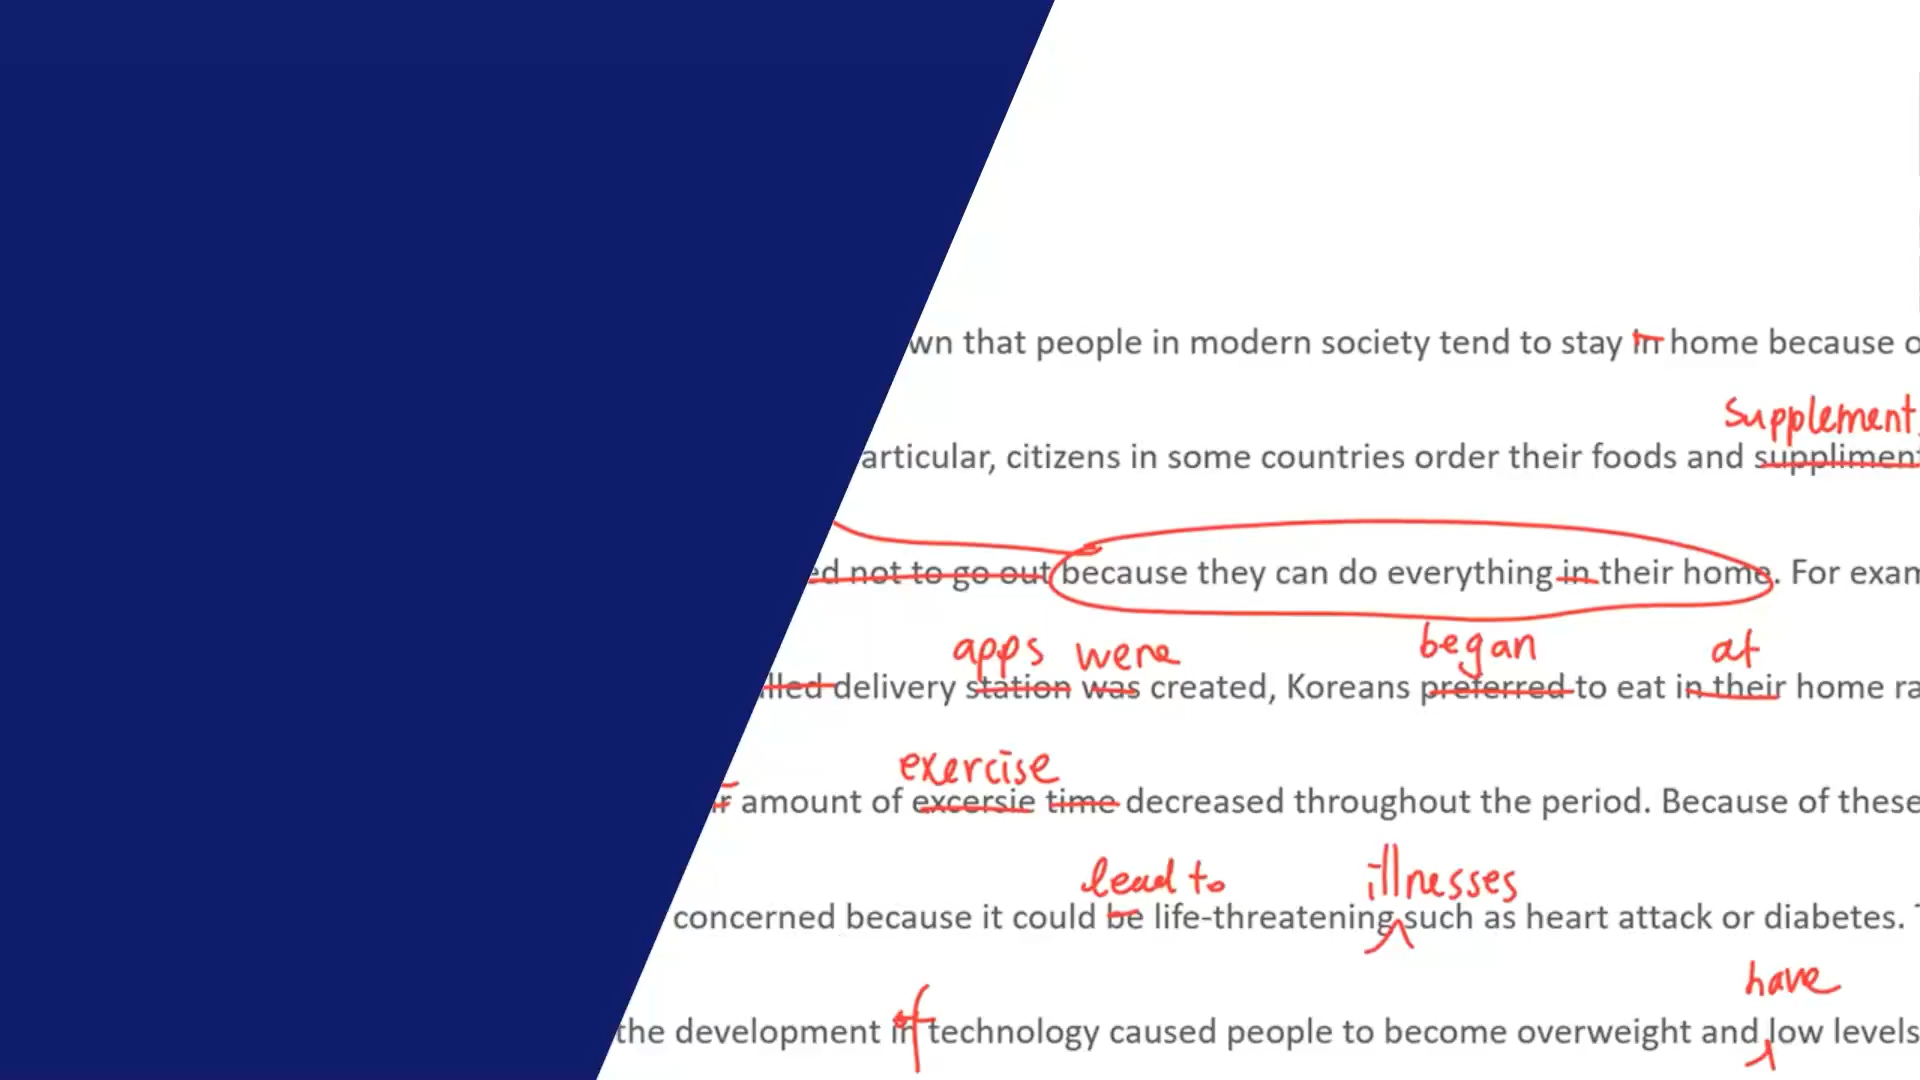 wn that people in modern society tend to stay in home because o
Supplement
articular, citizens in some countries order their foods and suppliment
ed not to go out because they can do everything in their home. For exam
apps were began at
lled delivery station was created, Koreans preferred to eat in their home ra
exercise
r amount of excersie time decreased throughout the period. Because of these
lead to illnesses
concerned because it could be life-threatening such as heart attack or diabetes.
have
the development in of technology caused people to become overweight and low levels